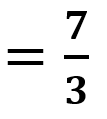 = 7/3